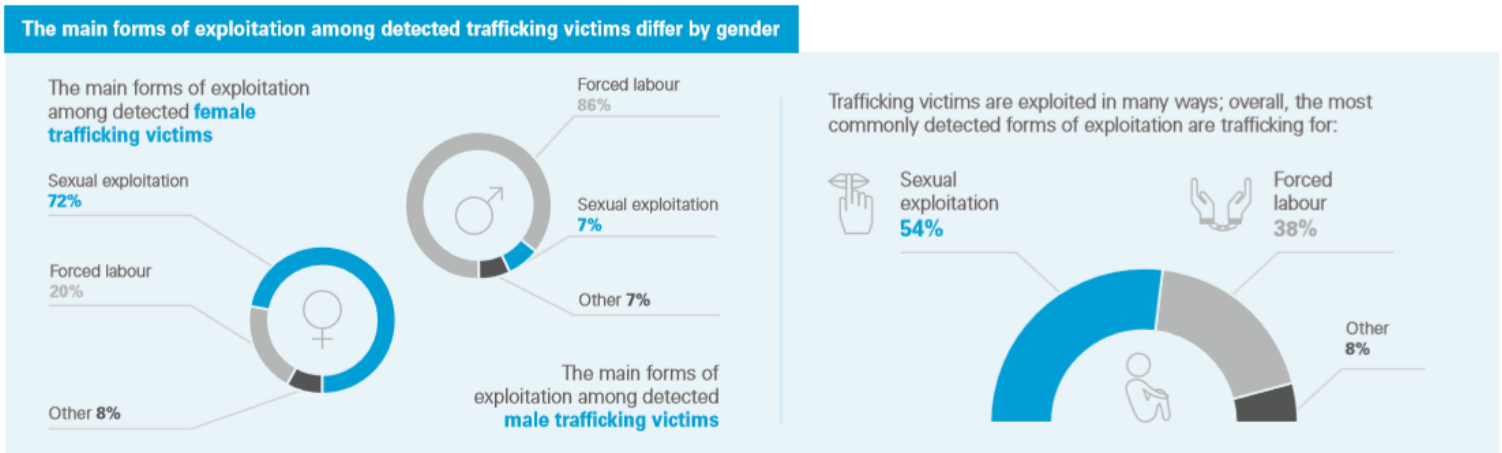 The main forms of exploitation among detected trafficking victims differ by gender
The main forms of exploitation
among detected female
trafficking victims
Sexual exploitation
72%
Forced labour
20%
Other 8%
Forced labour
86%
Sexual exploitation
7%
Other 7%
The main forms of
exploitation among detected
male trafficking victims
Trafficking victims are exploited in many ways; overall, the most
commonly detected forms of exploitation are trafficking for:
Sexual
exploitation
54%
Forced
labour
38%
Other
8%